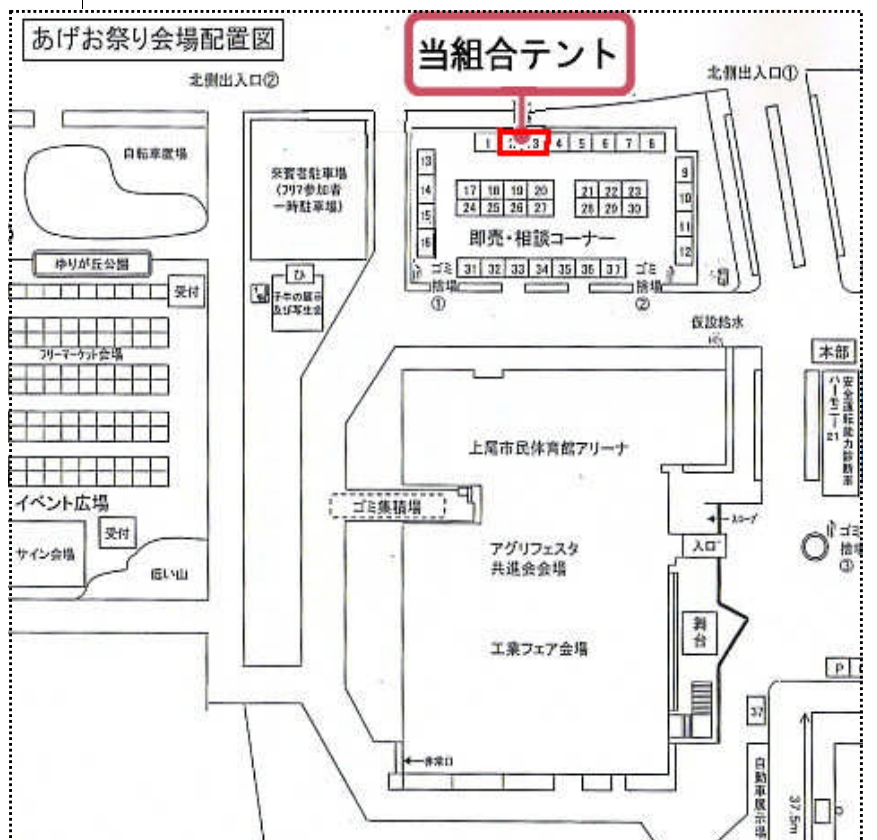 あげお祭り会場配置図
当組合テント
北側出入口②
北側出入口①
自転車置場
来賓者駐車場
(フリマ参加者
一時駐車場)
1 2 3 4 5 6 7 8
13
14
15
16
17 18 19 20
24 25 26 27
21 22 23
28 29 30
9
10
11
12
即売・相談コーナー
31 32 33 34 35 36 37
ゴミ
捨場
①
ゴミ
捨場
②
ゆりが丘公園
受付
ひ
子牛の展示
及び写生会
フリーマーケット会場
仮設給水
本部
安全運転能力診断車
ハーモニー21
上尾市民体育館アリーナ
イベント広場
ゴミ集積場
受付
サイン会場
低い山
スロープ
入口
アグリフェスタ
共進会会場
ゴミ
捨場
③
工業フェア会場
舞台
P
37
非常口
自動車展示場
37.5m